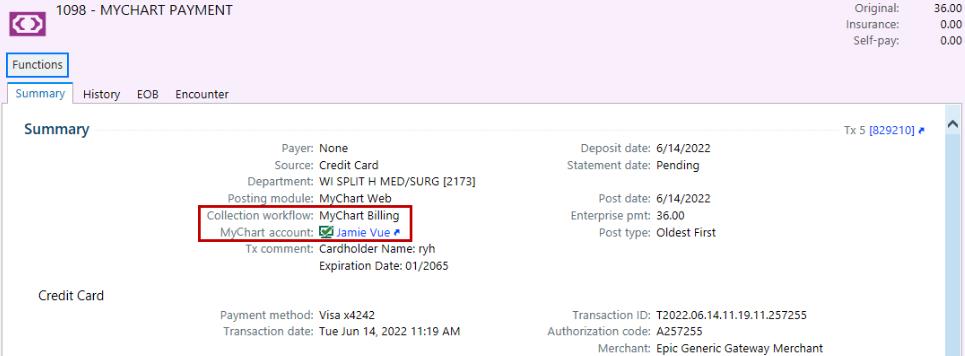 1098 - MYCHART PAYMENT
Original: 36.00
Insurance: 0.00
Self-pay: 0.00
Functions
Summary History EOB Encounter
Summary
Tx 5 [829210]
Payer: None
Deposit date: 6/14/2022
Source: Credit Card
Statement date: Pending
Department: WI SPLIT H MED/SURG [2173]
Posting module: MyChart Web
Post date: 6/14/2022
Collection workflow: MyChart Billing
Enterprise pmt: 36.00
MyChart account: Jamie Vue
Post type: Oldest First
Tx comment: Cardholder Name: ryh
Expiration Date: 01/2065
Credit Card
Payment method: Visa x4242
Transaction ID: T2022.06.14.11.19.11.257255
Transaction date: Tue Jun 14, 2022 11:19 AM
Authorization code: A257255
Merchant: Epic Generic Gateway Merchant